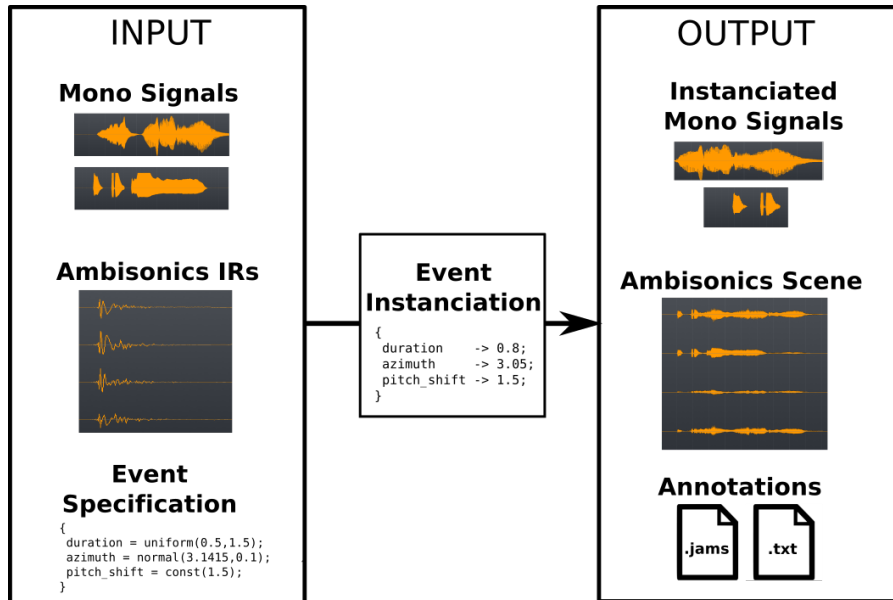 INPUT
Mono Signals
Ambisonics IRs
Event
Specification
{
duration = uniform(0.5,1.5);
azimuth = normal(3.1415,0.1);
pitch_shift = const(1.5);
}
Event
Instanciation
{
duration -> 0.8;
azimuth -> 3.05;
pitch_shift -> 1.5;
}
OUTPUT
Instanciated
Mono Signals
Ambisonics Scene
Annotations
.jams
.txt